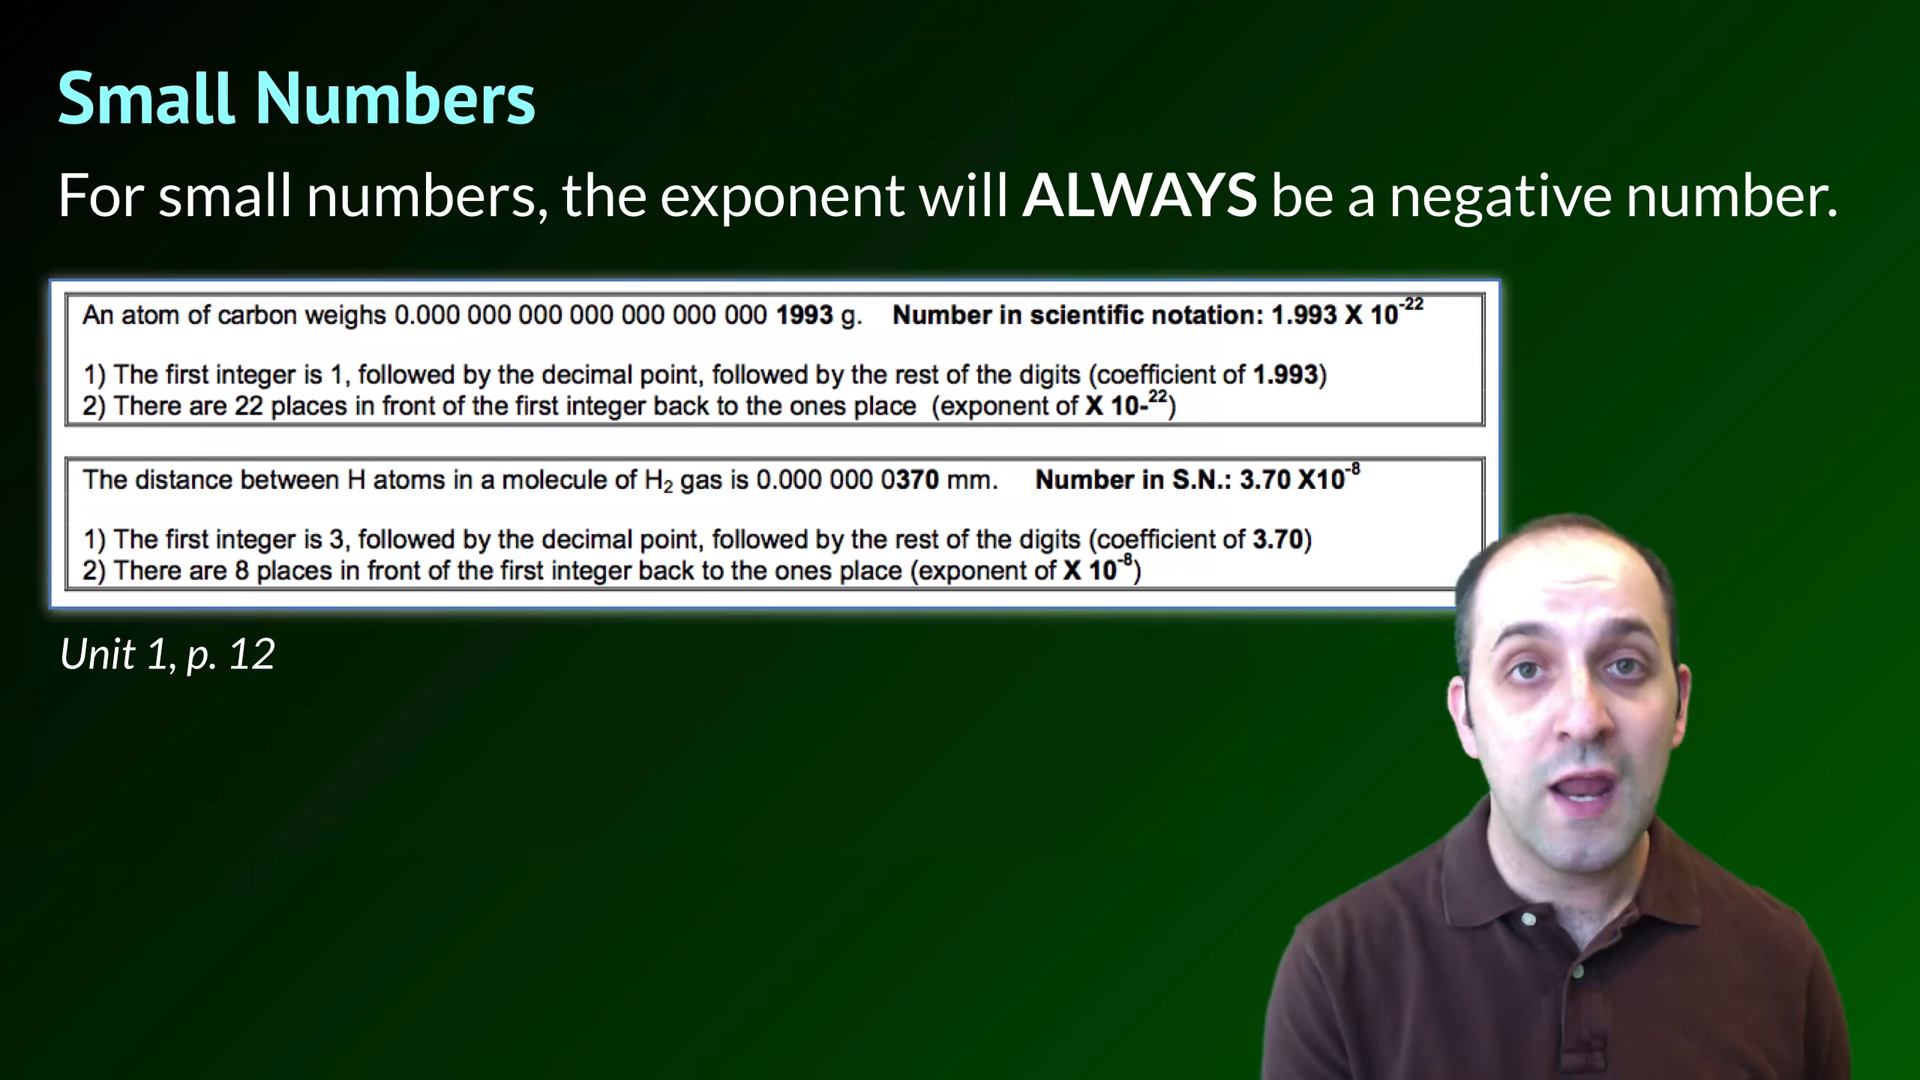 Small Numbers
For small numbers, the exponent will ALWAYS be a negative number.
An atom of carbon weighs 0.000 000 000 000 000 000 000 1993 g. Number in scientific notation: 1.993 X 10⁻²²
1) The first integer is 1, followed by the decimal point, followed by the rest of the digits (coefficient of 1.993)
2) There are 22 places in front of the first integer back to the ones place (exponent of X 10-²²)
The distance between H atoms in a molecule of H₂ gas is 0.000 000 0370 mm. Number in S.N.: 3.70 X10⁻⁸
1) The first integer is 3, followed by the decimal point, followed by the rest of the digits (coefficient of 3.70)
2) There are 8 places in front of the first integer back to the ones place (exponent of X 10⁻⁸)
Unit 1, p. 12